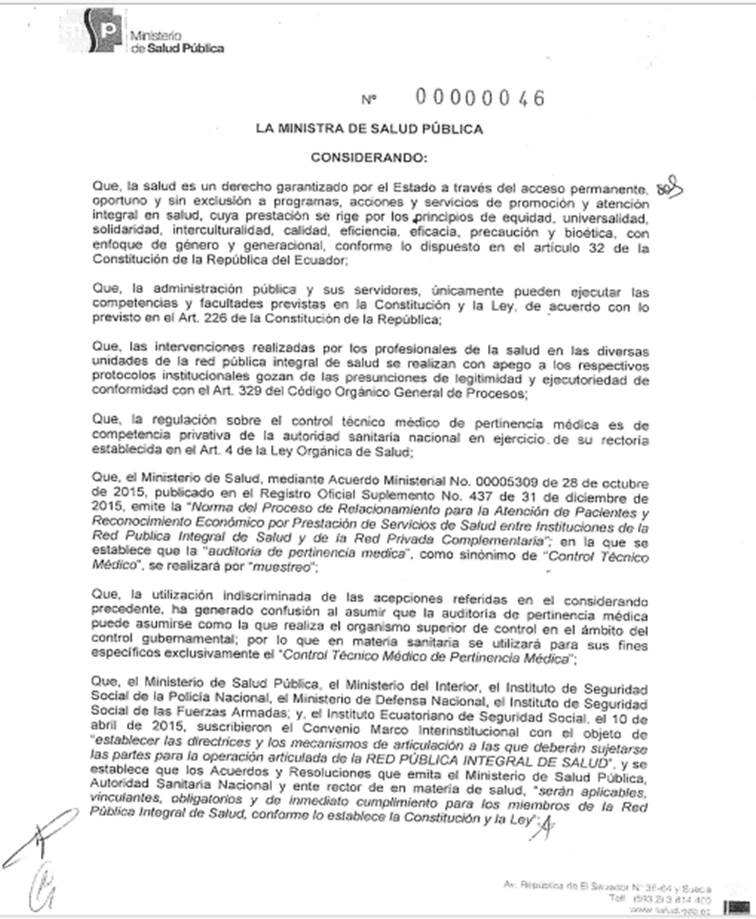 msp
Ministerio
de Salud Pública
Nº 00000046
LA MINISTRA DE SALUD PÚBLICA
CONSIDERANDO:
Que, la salud es un derecho garantizado por el Estado a través del acceso permanente,
oportuno y sin exclusión a programas, acciones y servicios de promoción y atención
integral en salud, cuya prestación se rige por los principios de equidad, universalidad,
solidaridad, interculturalidad, calidad, eficiencia, eficacia, precaución y bioética, con
enfoque de género y generacional, conforme lo dispuesto en el artículo 32 de la
Constitución de la República del Ecuador;
Que, la administración pública y sus servidores, únicamente pueden ejecutar las
competencias y facultades previstas en la Constitución y la Ley, de acuerdo con lo
previsto en el Art. 226 de la Constitución de la República;
Que, las intervenciones realizadas por los profesionales de la salud en las diversas
unidades de la red pública integral de salud se realizan con apego a los respectivos
protocolos institucionales gozan de las presunciones de legitimidad y ejecutoriedad de
conformidad con el Art. 329 del Código Orgánico General de Procesos;
Que, la regulación sobre el control técnico médico de pertinencia médica es de
competencia privativa de la autoridad sanitaria nacional en ejercicio de su rectoría
establecida en el Art. 4 de la Ley Orgánica de Salud;
Que, el Ministerio de Salud, mediante Acuerdo Ministerial No. 00005309 de 28 de octubre
de 2015, publicado en el Registro Oficial Suplemento No. 437 de 31 de diciembre de
2015, emite la "Norma del Proceso de Relacionamiento para la Atención de Pacientes y
Reconocimiento Económico por Prestación de Servicios de Salud entre Instituciones de la
Red Publica Integral de Salud y de la Red Privada Complementaria"; en la que se
establece que la "auditoria de pertinencia medica", como sinónimo de "Control Técnico
Médico", se realizará por "muestreo";
Que, la utilización indiscriminada de las acepciones referidas en el considerando
precedente, ha generado confusión al asumir que la auditoría de pertinencia médica
puede asumirse como la que realiza el organismo superior de control en el ámbito del
control gubernamental; por lo que en materia sanitaria se utilizará para sus fines
específicos exclusivamente el "Control Técnico Médico de Pertinencia Médica";
Que, el Ministerio de Salud Pública, el Ministerio del Interior, el Instituto de Seguridad
Social de la Policía Nacional, el Ministerio de Defensa Nacional, el Instituto de Seguridad
Social de las Fuerzas Armadas; y, el Instituto Ecuatoriano de Seguridad Social, el 10 de
abril de 2015, suscribieron el Convenio Marco Interinstitucional con el objeto de
"establecer las directrices y los mecanismos de articulación a las que deberán sujetarse
las partes para la operación articulada de la RED PÚBLICA INTEGRAL DE SALUD", y se
establece que los Acuerdos y Resoluciones que emita el Ministerio de Salud Pública,
Autoridad Sanitaria Nacional y ente rector de en materia de salud, "serán aplicables,
vinculantes, obligatorios y de inmediato cumplimiento para los miembros de la Red
Pública Integral de Salud, conforme lo establece la Constitución y la Ley";
Av. República de El Salvador N° 36-64 y Suecia
Telf. (593 2) 3 814 400
www.salud.gob.ec